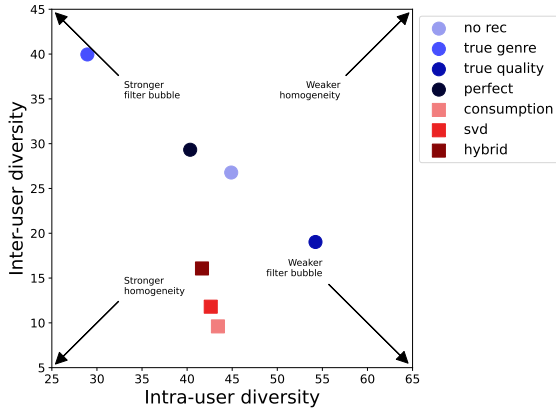 45
40
35
30
25
20
15
10
5
Inter-user diversity
Stronger
filter bubble
Weaker
homogeneity
Stronger
homogeneity
Weaker
filter bubble
25 30 35 40 45 50 55 60 65
Intra-user diversity
no rec
true genre
true quality
perfect
consumption
svd
hybrid